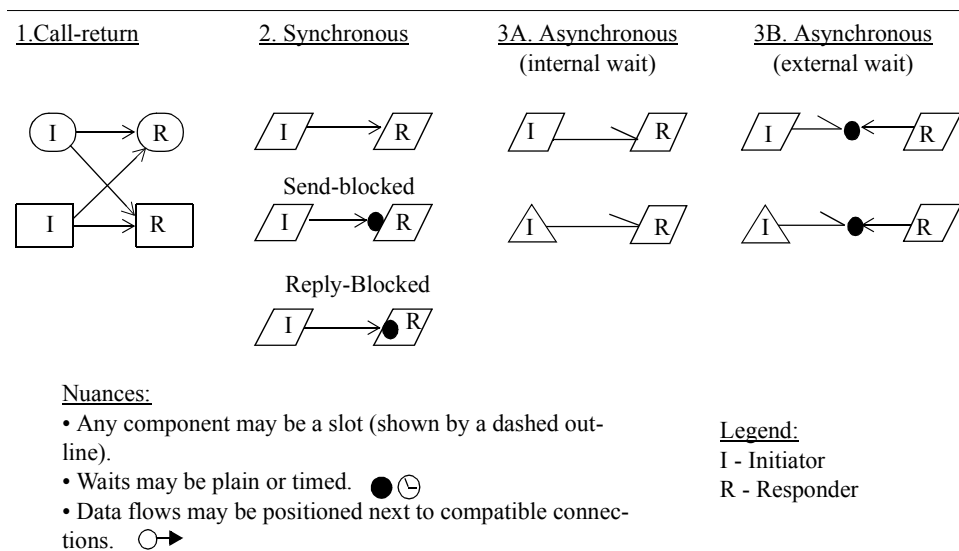 1.Call-return
2. Synchronous
3A. Asynchronous
(internal wait)
3B. Asynchronous
(external wait)
I R
I R
I R
Send-blocked
I R
Reply-Blocked
I R
I R
I R
I R
I R
Nuances:
• Any component may be a slot (shown by a dashed out-
line).
• Waits may be plain or timed.
• Data flows may be positioned next to compatible connec-
tions.
Legend:
I - Initiator
R - Responder